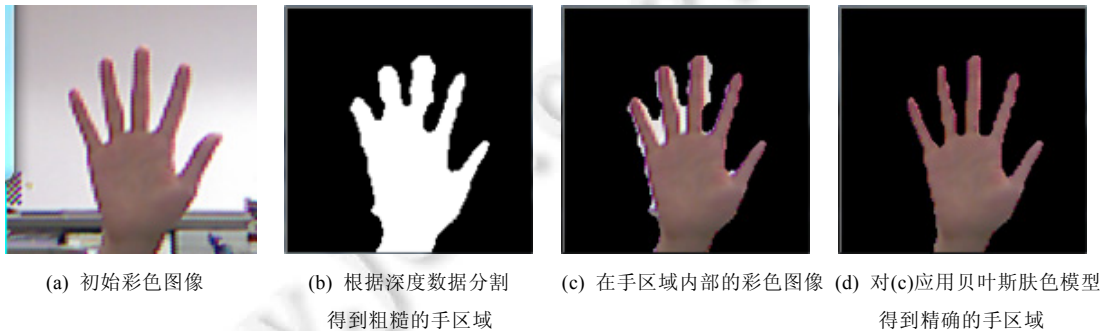 (a) 初始彩色图像
(b) 根据深度数据分割
得到粗糙的手区域
(c) 在手区域内部的彩色图像
(d) 对(c)应用贝叶斯肤色模型
得到精确的手区域